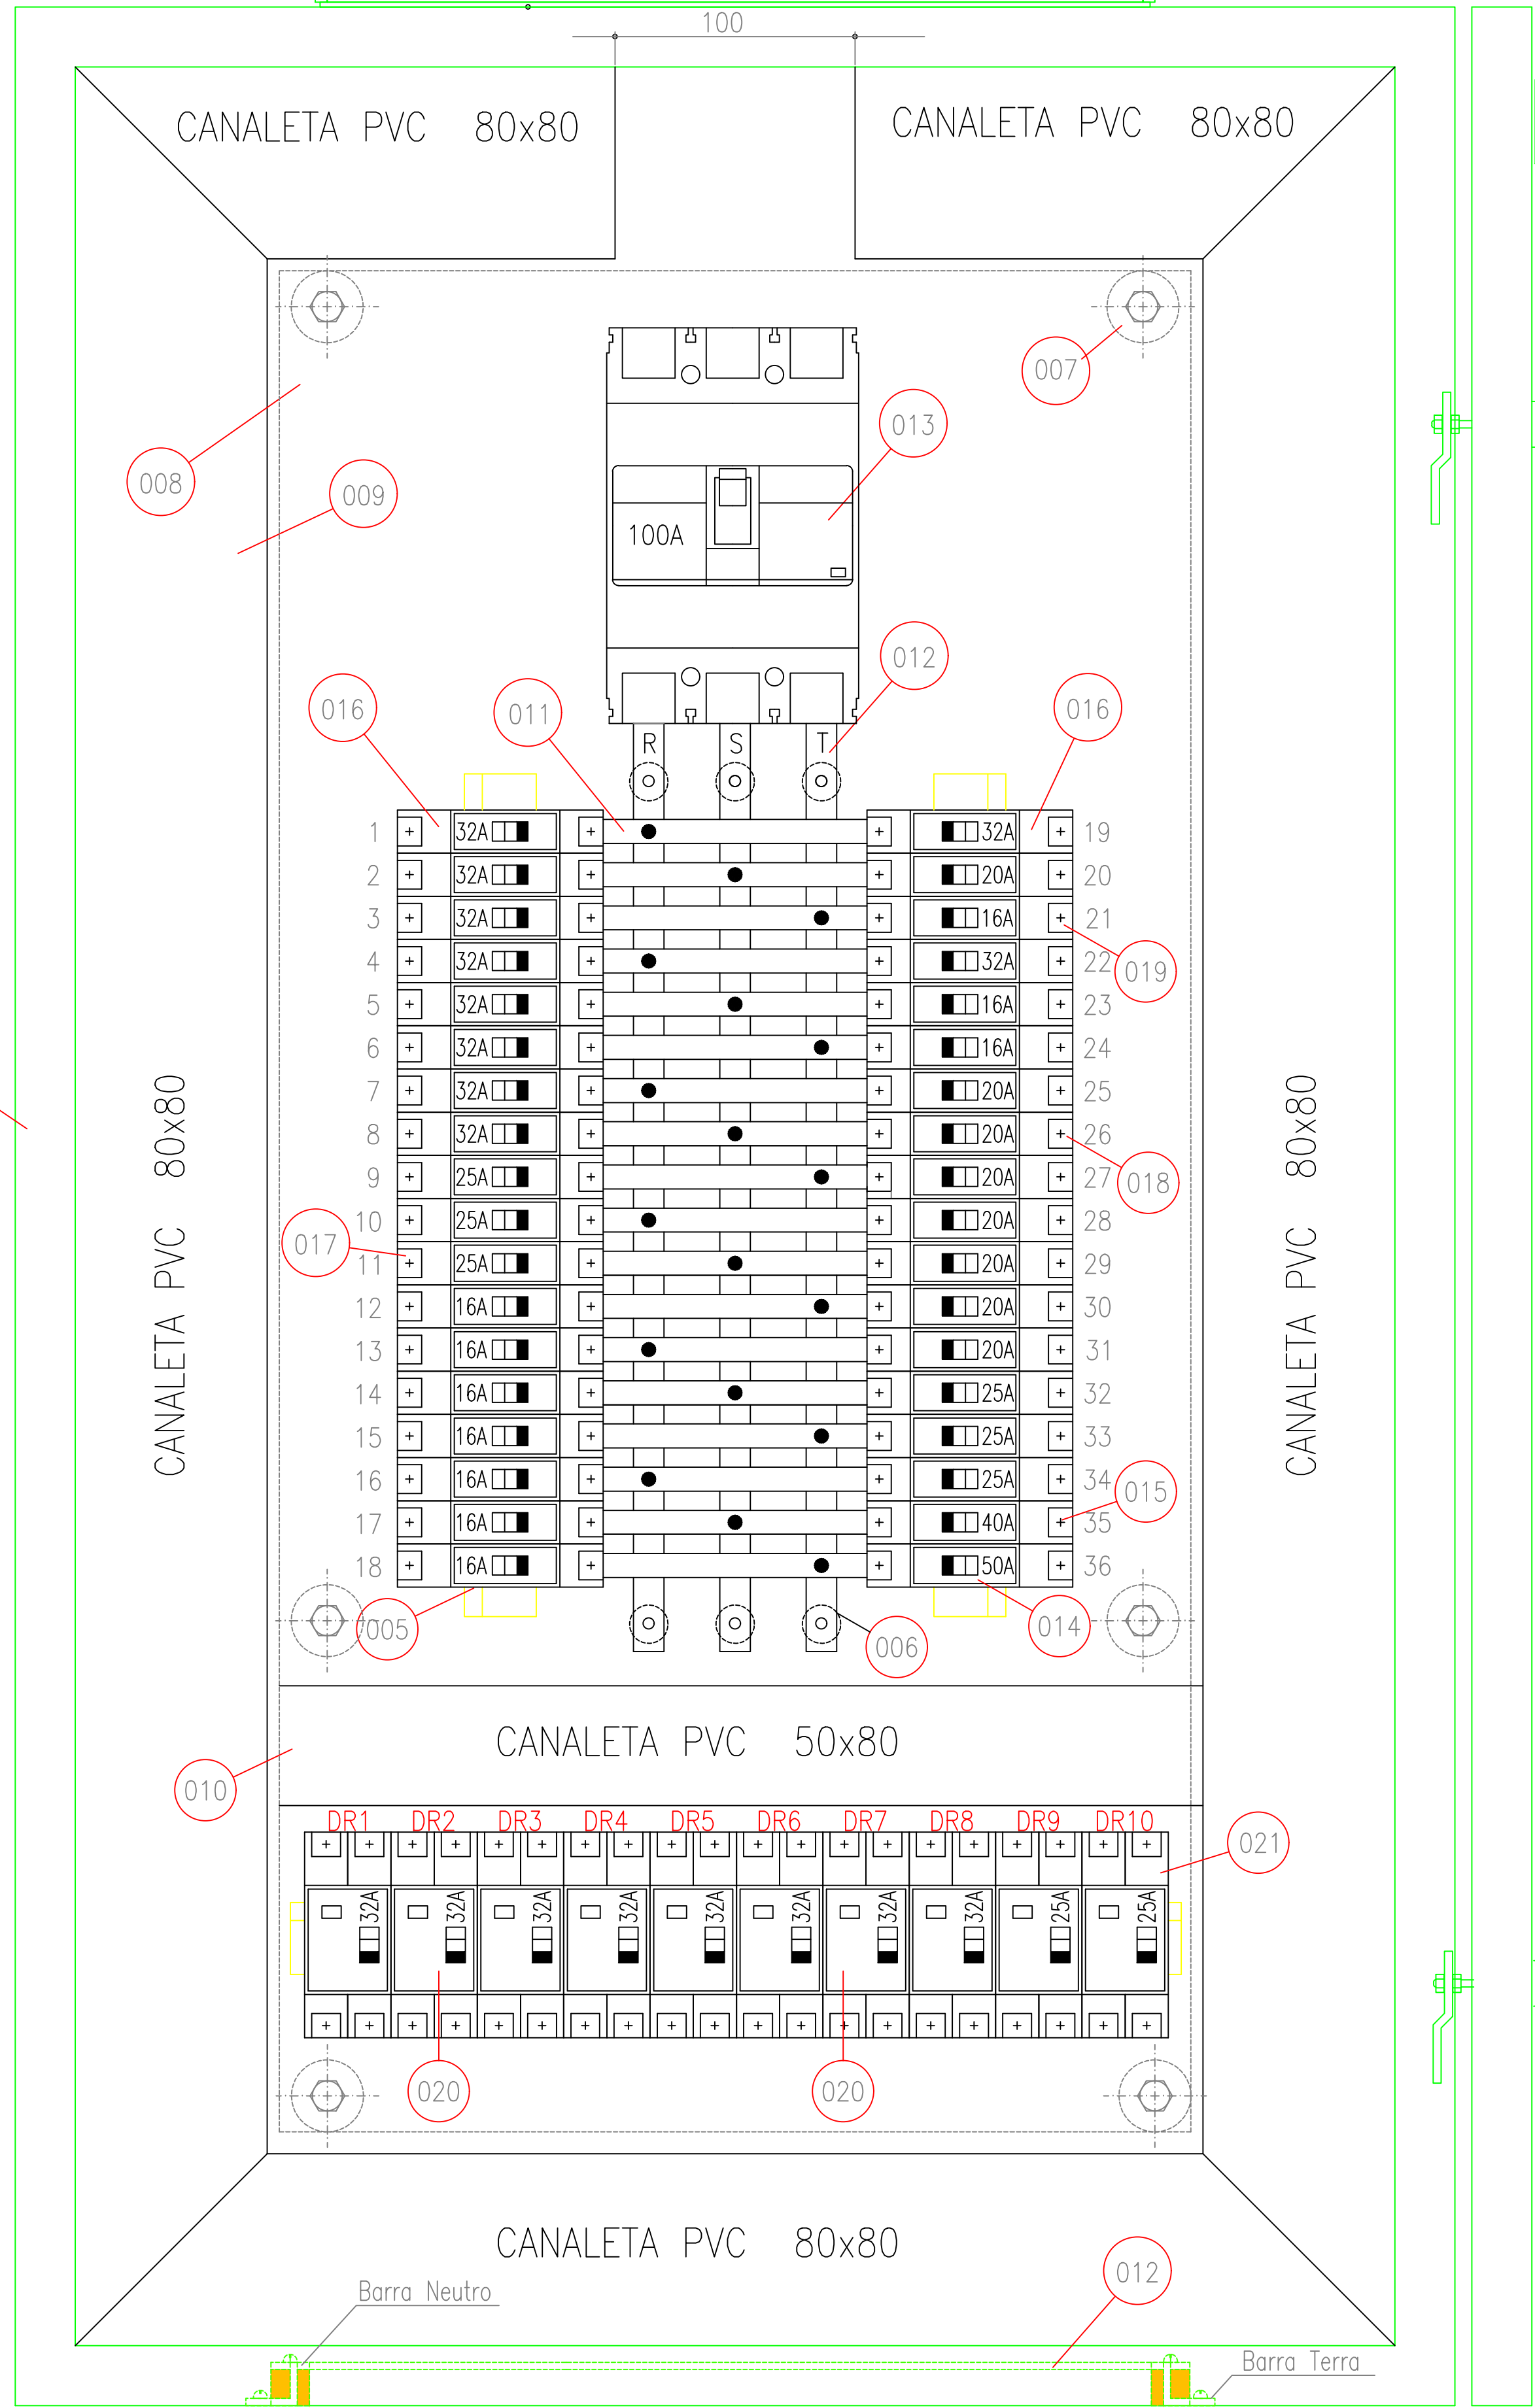 100
CANALETA PVC 80x80
CANALETA PVC 80x80
007
013
008
009
100A
012
016
011
016
R S T
1 32A 32A 19
2 32A 20A 20
3 32A 16A 21
019
4 32A 32A 22
5 32A 16A 23
6 32A 16A 24
7 32A 20A 25
8 32A 20A 26
9 25A 20A 27
018
10 25A 20A 28
017
11 25A 20A 29
12 16A 20A 30
13 16A 20A 31
14 16A 25A 32
15 16A 25A 33
16 16A 25A 34
015
17 16A 40A 35
18 16A 50A 36
CANALETA PVC 80x80
CANALETA PVC 80x80
005
006
014
CANALETA PVC 50x80
010
DR1 DR2 DR3 DR4 DR5 DR6 DR7 DR8 DR9 DR10
021
32A 32A 32A 32A 32A 32A 32A 32A 25A 25A
020
020
CANALETA PVC 80x80
012
Barra Neutro
Barra Terra